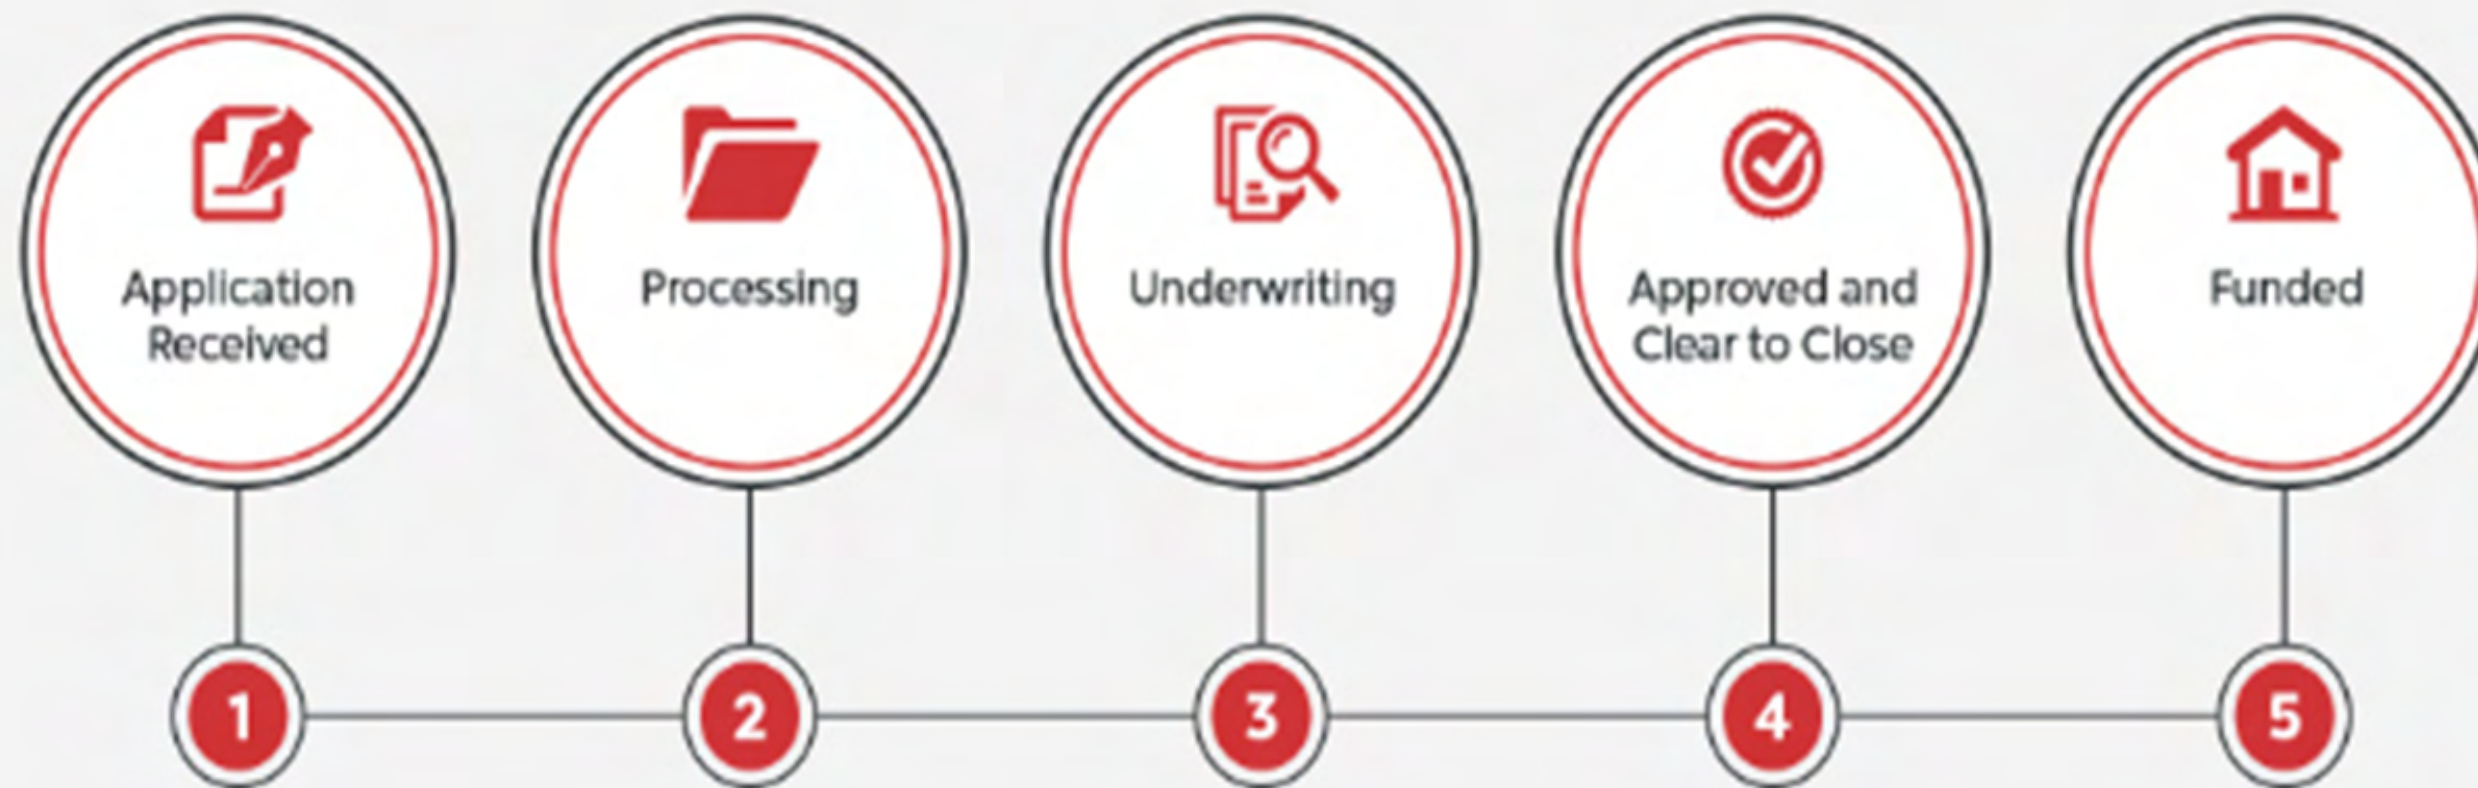 Application
Received
Processing
Underwriting
Approved and
Clear to Close
Funded
1
2
3
4
5